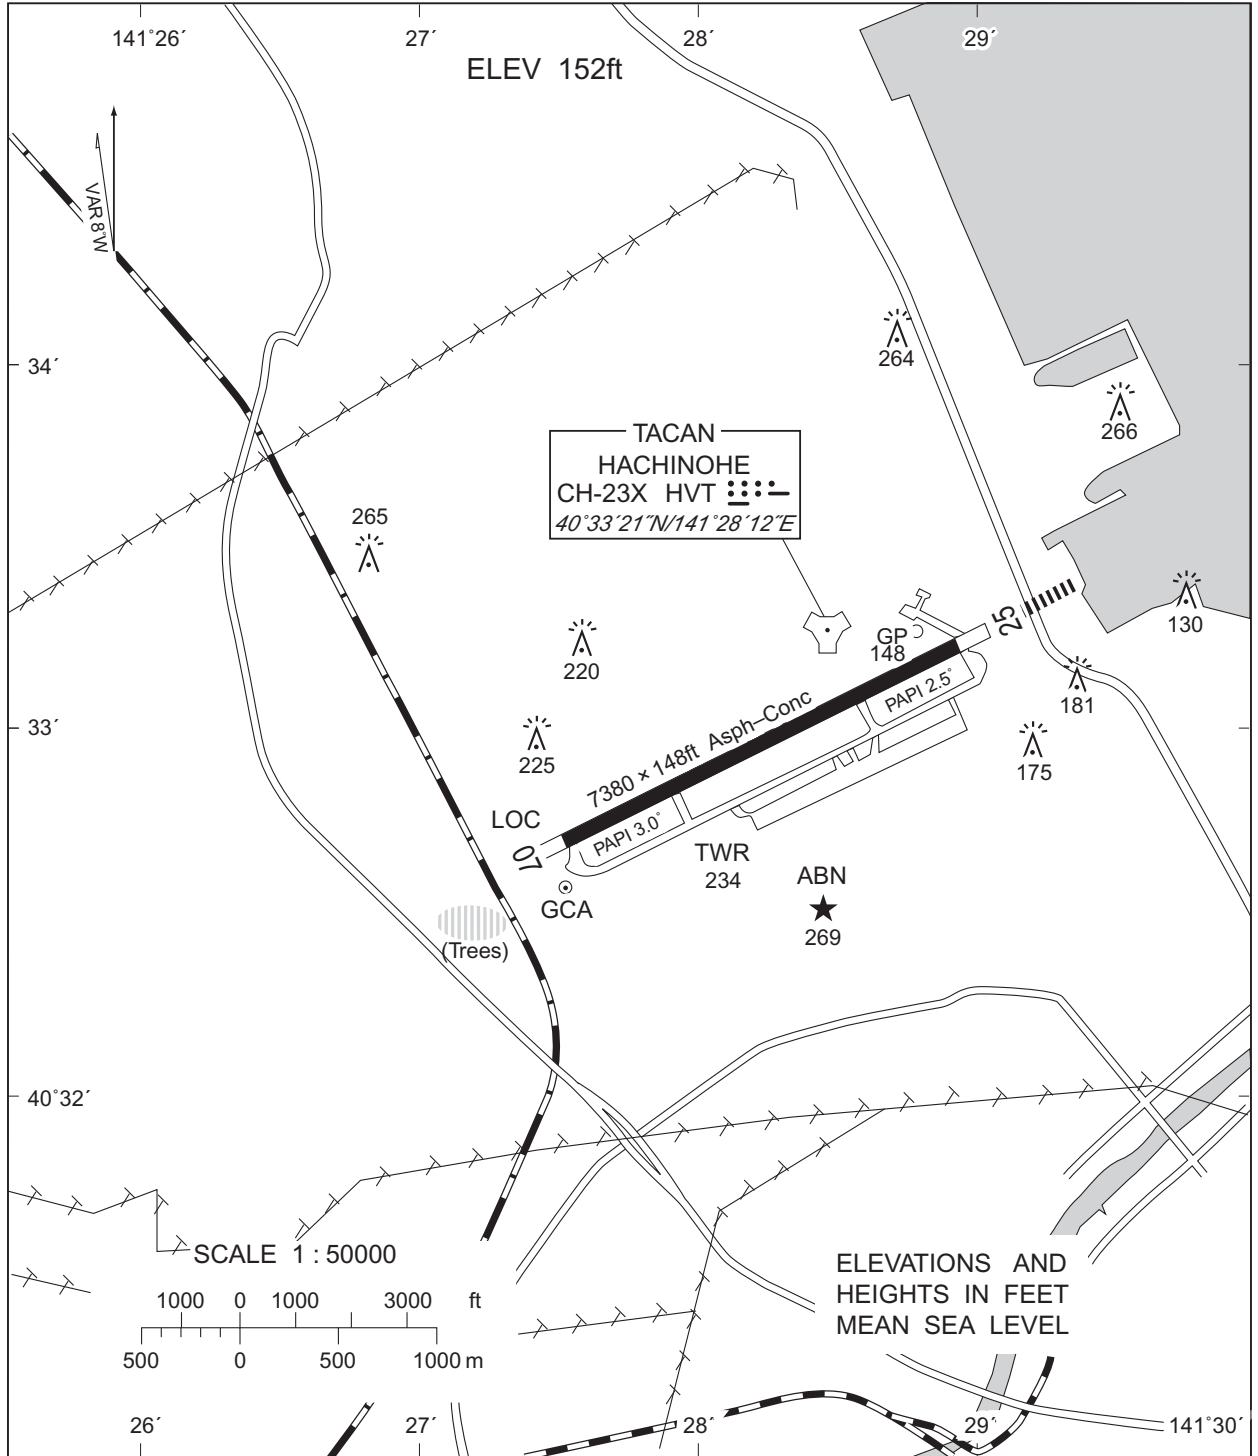 141°26´
27´
28´
29´
ELEV 152ft
VAR 8°W
34´
264
266
TACAN
HACHINOHE
CH-23X HVT
40°33´21˝N/141°28´12˝E
265
220
GP
148
25
130
181
33´
225
175
7380 × 148ft Asph–Conc
PAPI 2.5°
PAPI 3.0°
LOC
07
TWR
234
ABN
269
GCA
(Trees)
40°32´
SCALE 1 : 50000
1000 0 1000 3000 ft
500 0 500 1000 m
ELEVATIONS AND
HEIGHTS IN FEET
MEAN SEA LEVEL
26´
27´
28´
29´
141°30´